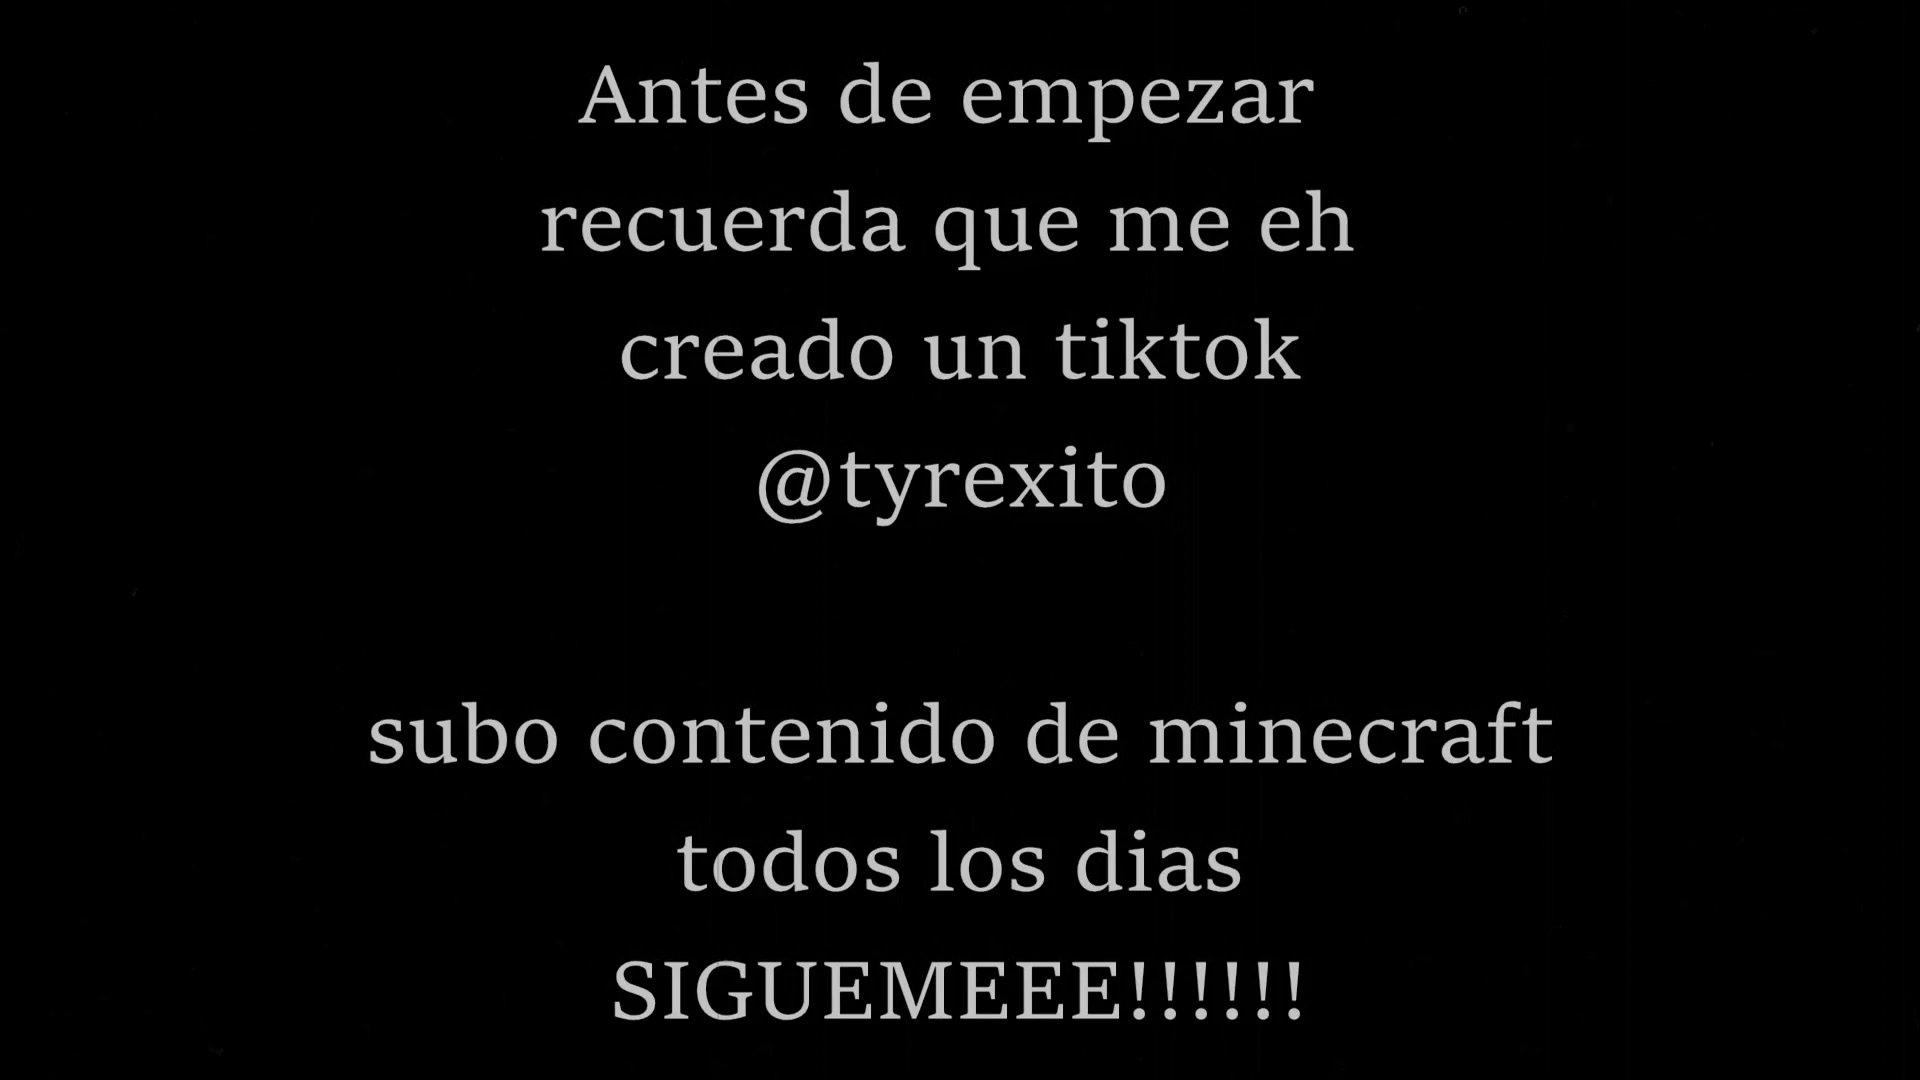 Antes de empezar
recuerda que me eh
creado un tiktok
@tyrexito
subo contenido de minecraft
todos los dias
SIGUEMEEE!!!!!!